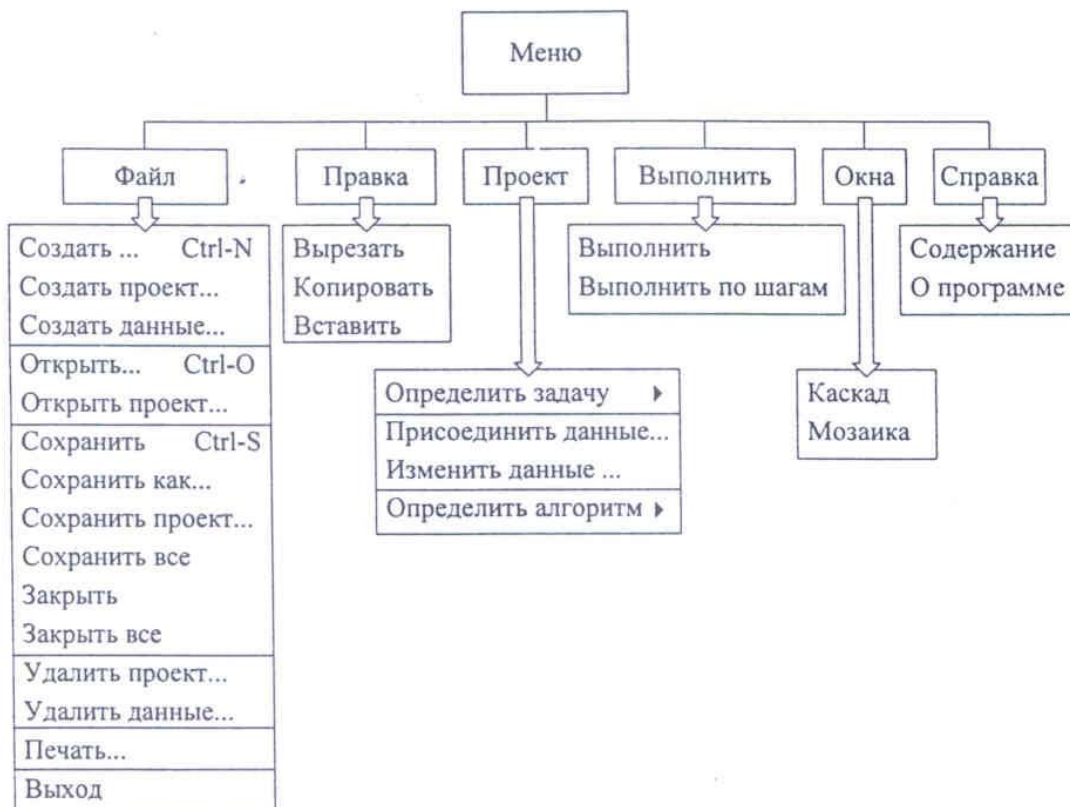 Меню
Файл
Правка
Проект
Выполнить
Окна
Справка
Создать ... Ctrl-N
Создать проект...
Создать данные...
Открыть... Ctrl-O
Открыть проект...
Сохранить Ctrl-S
Сохранить как...
Сохранить проект...
Сохранить все
Закрыть
Закрыть все
Удалить проект...
Удалить данные...
Печать...
Выход
Вырезать
Копировать
Вставить
Определить задачу
Присоединить данные...
Изменить данные ...
Определить алгоритм
Выполнить
Выполнить по шагам
Каскад
Мозаика
Содержание
О программе